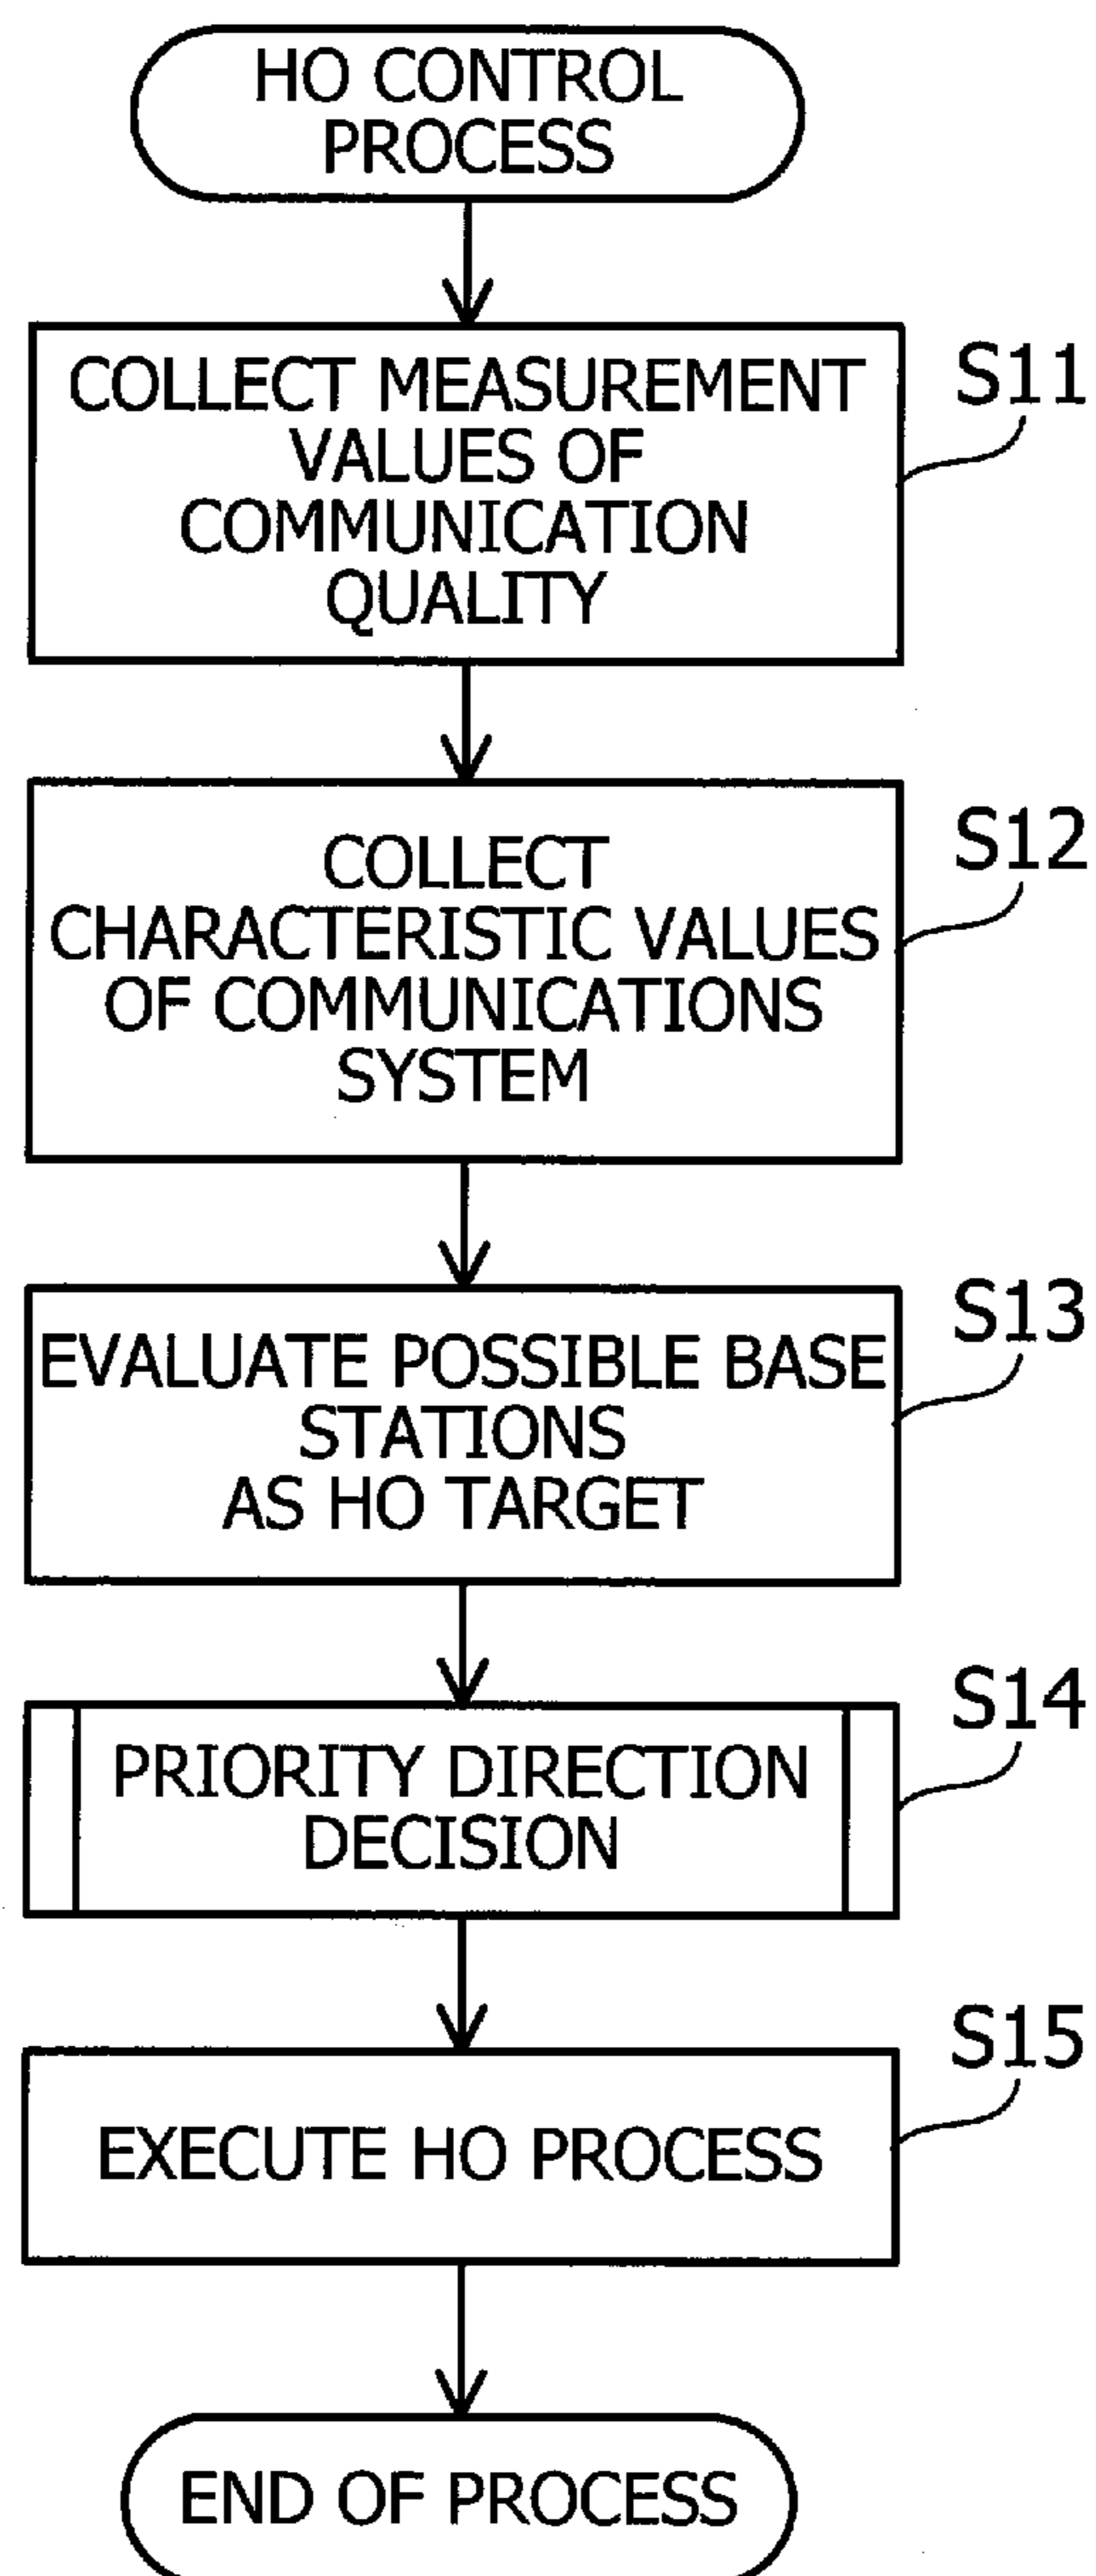 HO CONTROL
PROCESS
COLLECT MEASUREMENT
VALUES OF
COMMUNICATION
QUALITY
S11
COLLECT
CHARACTERISTIC VALUES
OF COMMUNICATIONS
SYSTEM
S12
EVALUATE POSSIBLE BASE
STATIONS
AS HO TARGET
S13
PRIORITY DIRECTION
DECISION
S14
EXECUTE HO PROCESS
S15
END OF PROCESS